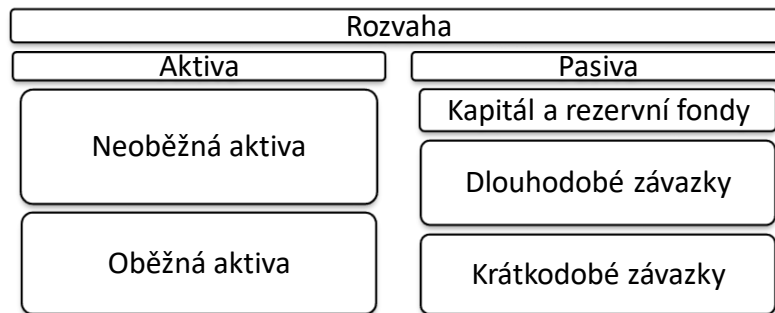 Rozvaha
Aktiva
Pasiva
Neoběžná aktiva
Oběžná aktiva
Kapitál a rezervní fondy
Dlouhodobé závazky
Krátkodobé závazky